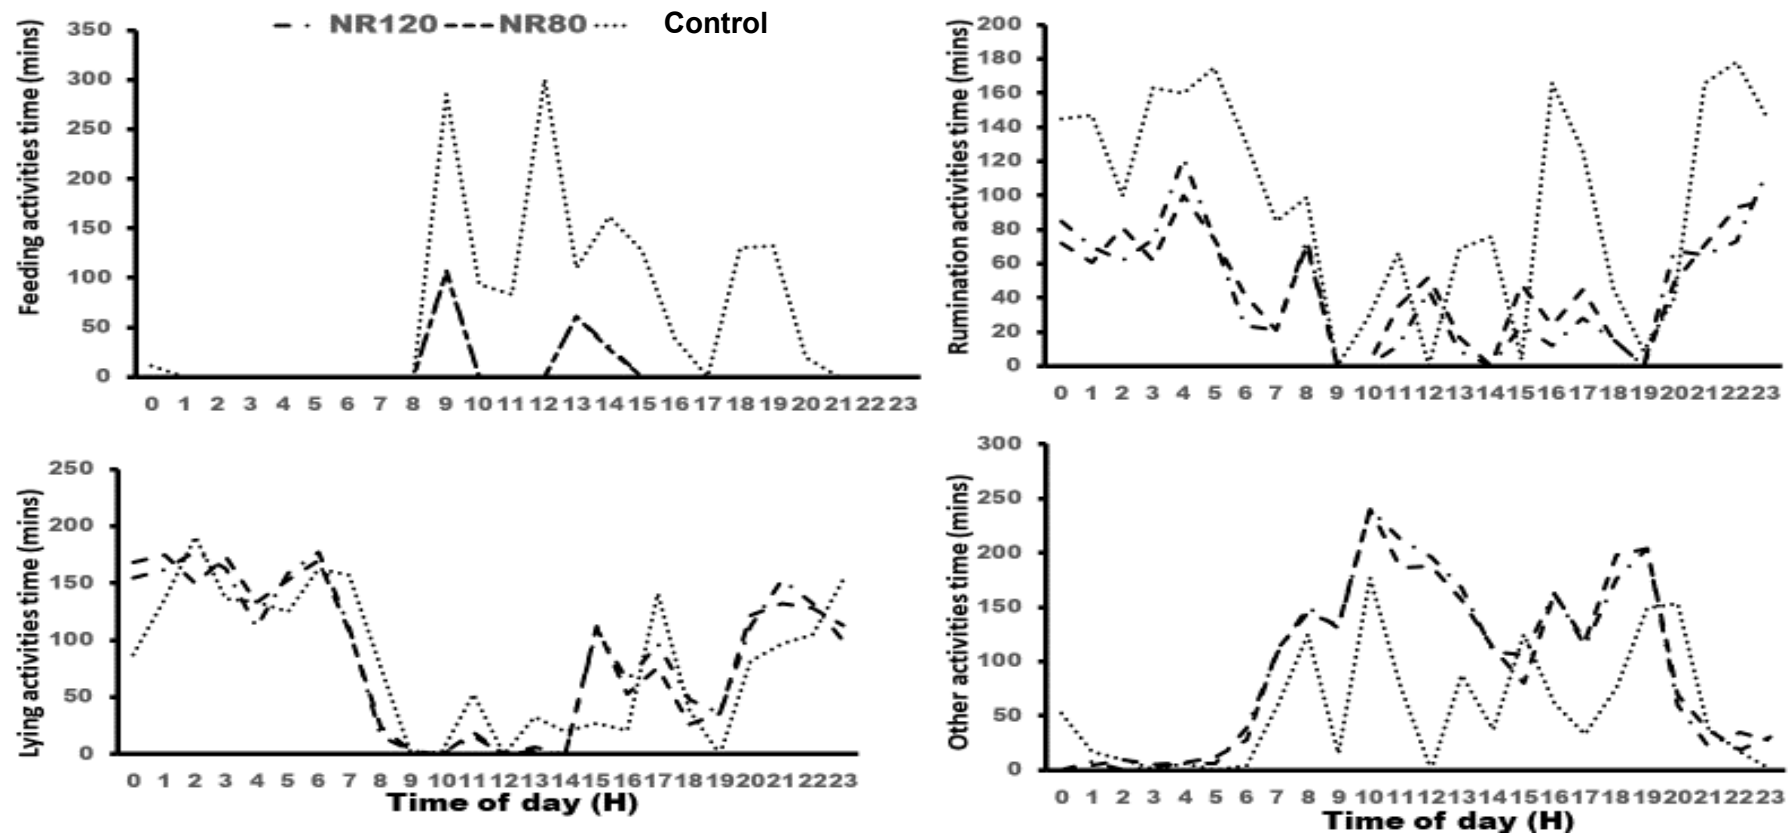 NR120 NR80 Control
Feeding activities time (mins)
350
300
250
200
150
100
50
0
0 1 2 3 4 5 6 7 8 9 10 11 12 13 14 15 16 17 18 19 20 21 22 23
Rumination activities time (mins)
200
180
160
140
120
100
80
60
40
20
0
0 1 2 3 4 5 6 7 8 9 10 11 12 13 14 15 16 17 18 19 20 21 22 23
Lying activities time (mins)
250
200
150
100
50
0
0 1 2 3 4 5 6 7 8 9 10 11 12 13 14 15 16 17 18 19 20 21 22 23
Time of day (H)
Other activities time (mins)
300
250
200
150
100
50
0
0 1 2 3 4 5 6 7 8 9 10 11 12 13 14 15 16 17 18 19 20 21 22 23
Time of day (H)